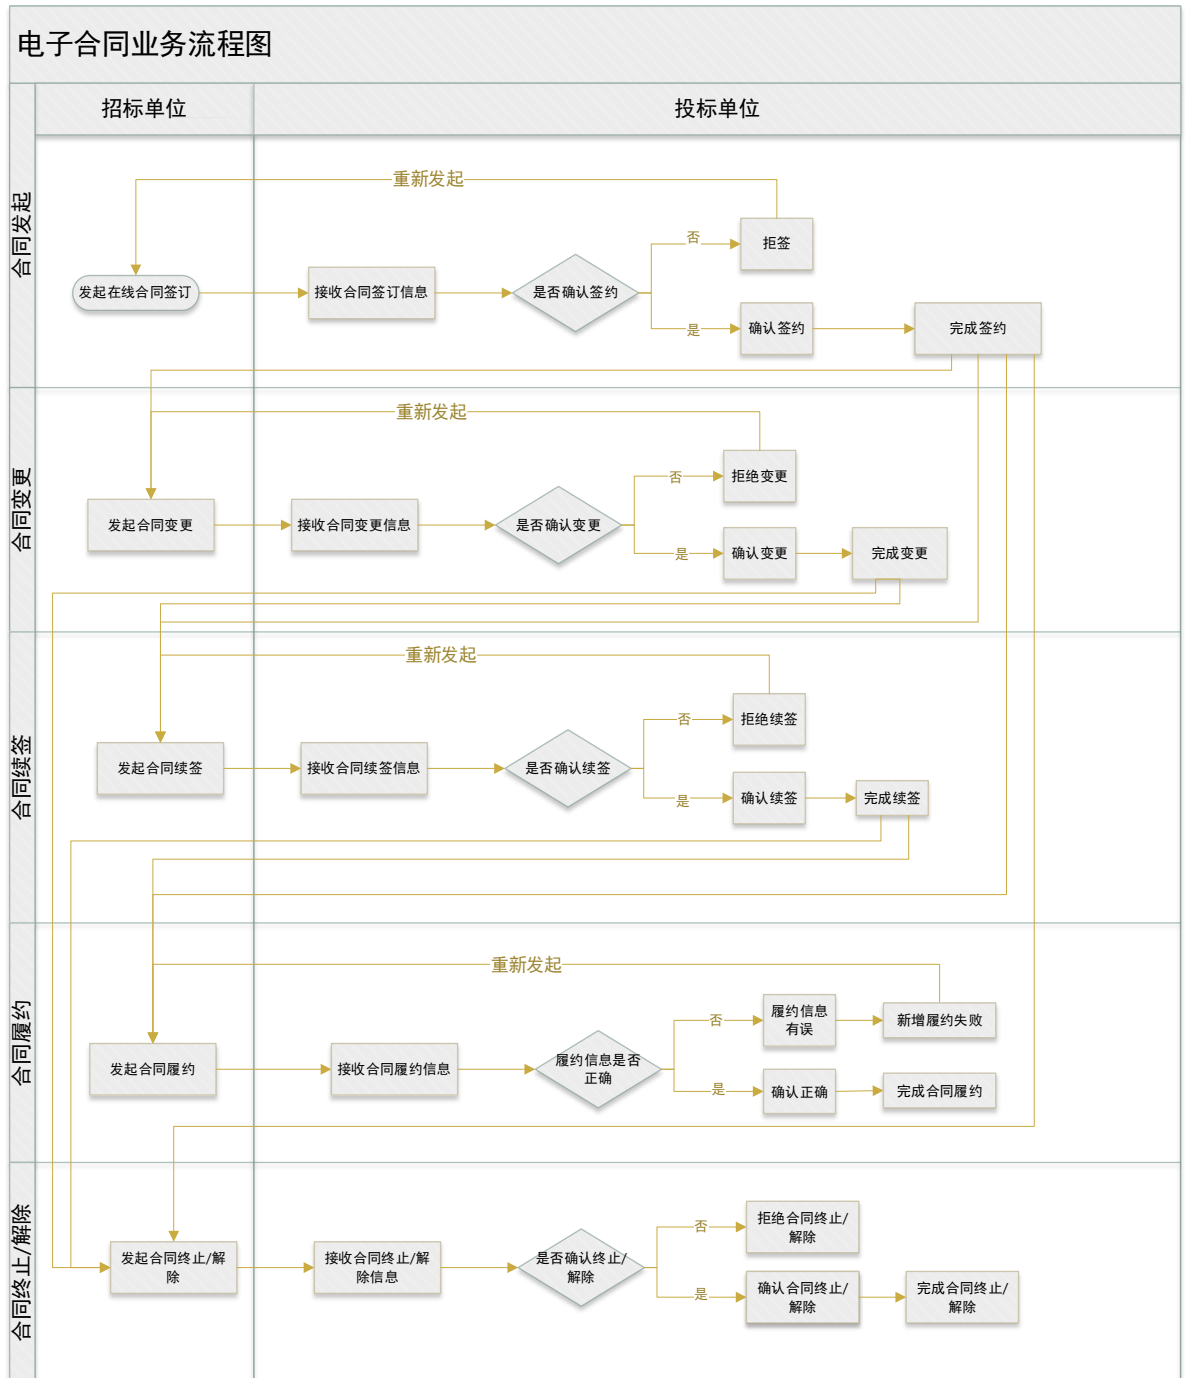 电子合同业务流程图
招标单位
投标单位
合同发起
重新发起
否
拒签
发起在线合同签订
接收合同签订信息
是否确认签约
是
确认签约
完成签约
合同变更
重新发起
否
拒绝变更
发起合同变更
接收合同变更信息
是否确认变更
是
确认变更
完成变更
合同续签
重新发起
否
拒绝续签
发起合同续签
接收合同续签信息
是否确认续签
是
确认续签
完成续签
合同履约
重新发起
否
履约信息
有误
新增履约失败
发起合同履约
接收合同履约信息
履约信息是否
正确
是
确认正确
完成合同履约
合同终止/解除
否
拒绝合同终止/
解除
发起合同终止/解
除
接收合同终止/解
除信息
是否确认终止/
解除
是
确认合同终止/
解除
完成合同终止/
解除